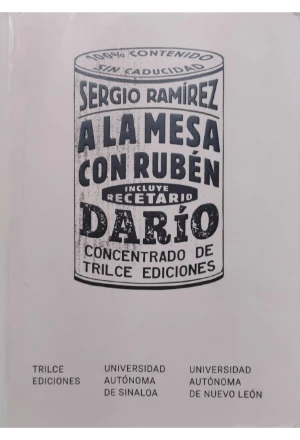 100% CONTENIDO
SIN CADUCIDAD
SERGIO RAMÍREZ
A LA MESA
CON RUBÉN
INCLUYE
RECETARIO
DARÍO
CONCENTRADO DE
TRILCE EDICIONES
TRILCE
EDICIONES
UNIVERSIDAD
AUTÓNOMA
DE SINALOA
UNIVERSIDAD
AUTÓNOMA
DE NUEVO LEÓN